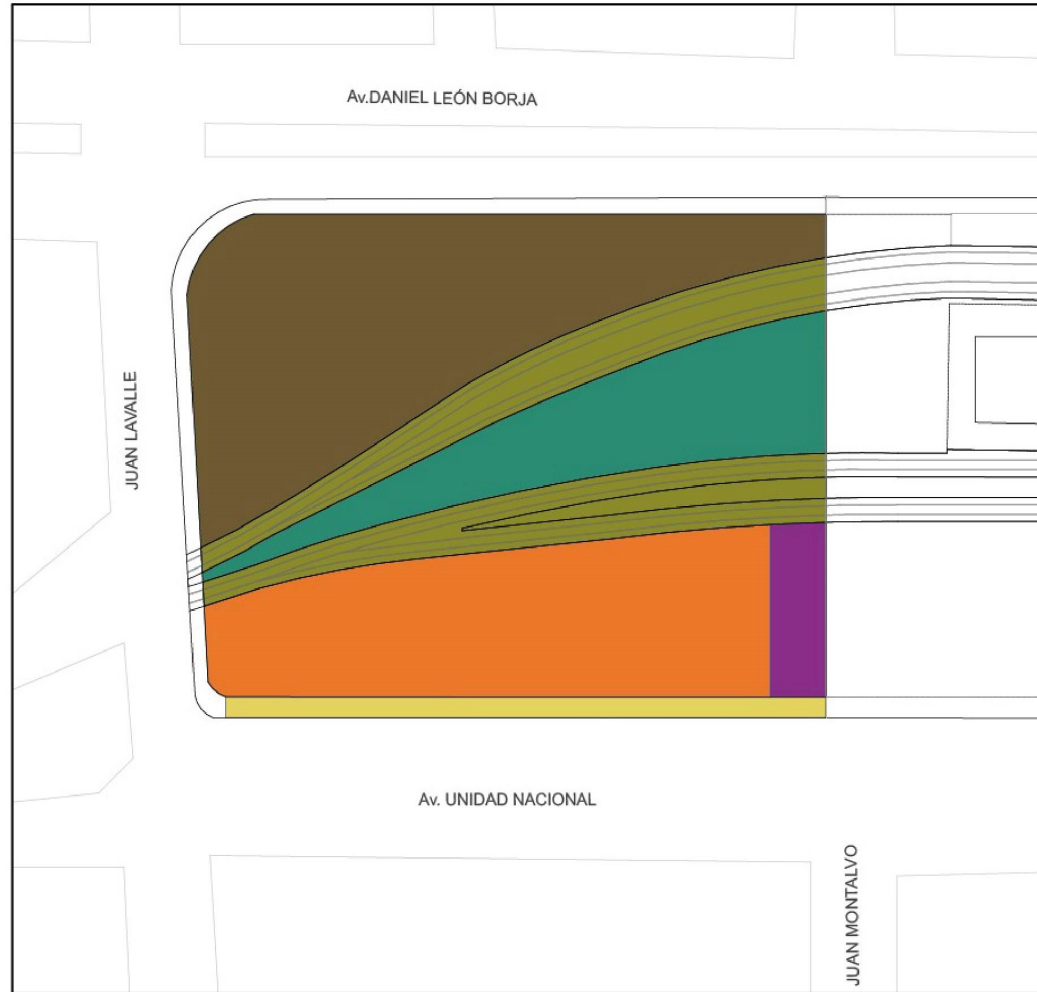 Av.DANIEL LEÓN BORJA
JUAN LAVALLE
Av. UNIDAD NACIONAL
JUAN MONTALVO